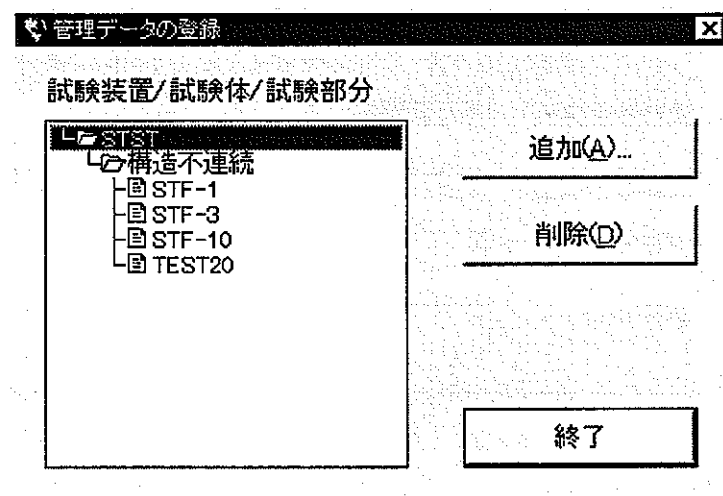 管理データの登録
試験装置/試験体/試験部分
STST
構造不連続
STF-1
STF-3
STF-10
TEST20
追加(A)...
削除(D)
終了